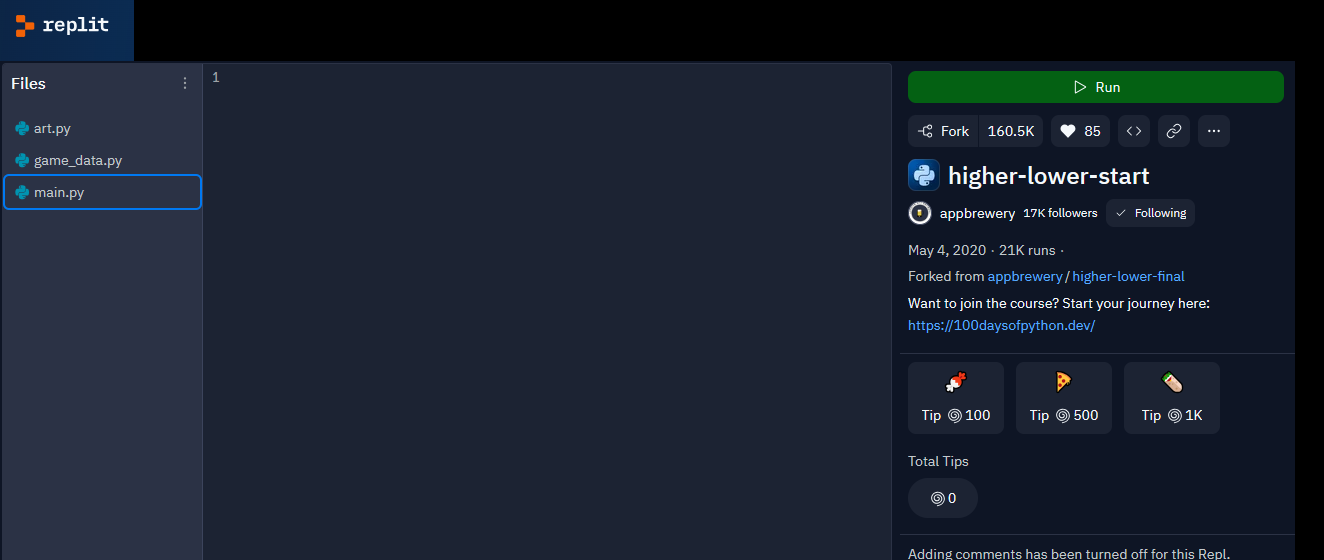 replit
Files
art.py
game_data.py
main.py
1
Run
Fork 160.5K 85
higher-lower-start
appbrewery 17K followers Following
May 4, 2020 · 21K runs ·
Forked from appbrewery / higher-lower-final
Want to join the course? Start your journey here:
https://100daysofpython.dev/
Tip 100
Tip 500
Tip 1K
Total Tips
0
Adding comments has been turned off for this Repl.